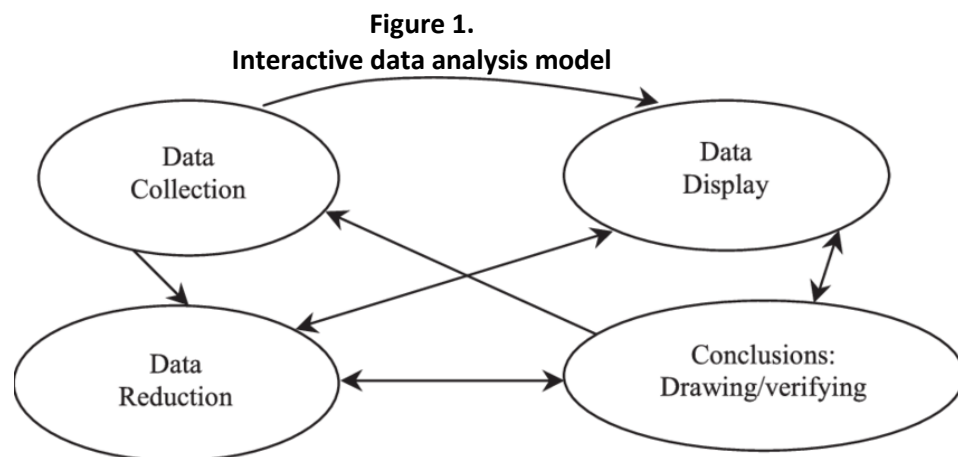 Figure 1.
Interactive data analysis model
Data
Collection
Data
Display
Data
Reduction
Conclusions:
Drawing/verifying